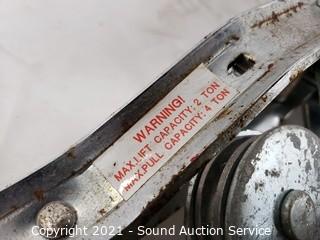 WARNING!
MAX.LIFT CAPACITY: 2 TON
MAX.PULL CAPACITY: 4 TON
Copyright 2021 - Sound Auction Service